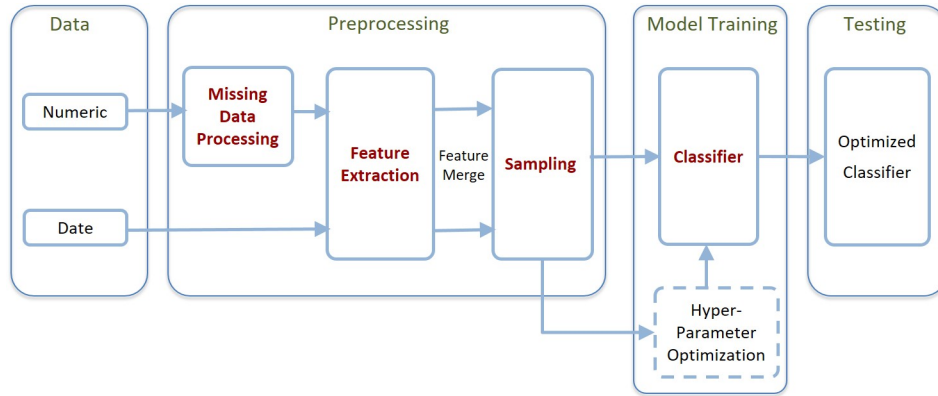 Data
Preprocessing
Model Training
Testing
Numeric
Date
Missing
Data
Processing
Feature
Extraction
Feature
Merge
Sampling
Classifier
Hyper-
Parameter
Optimization
Optimized
Classifier